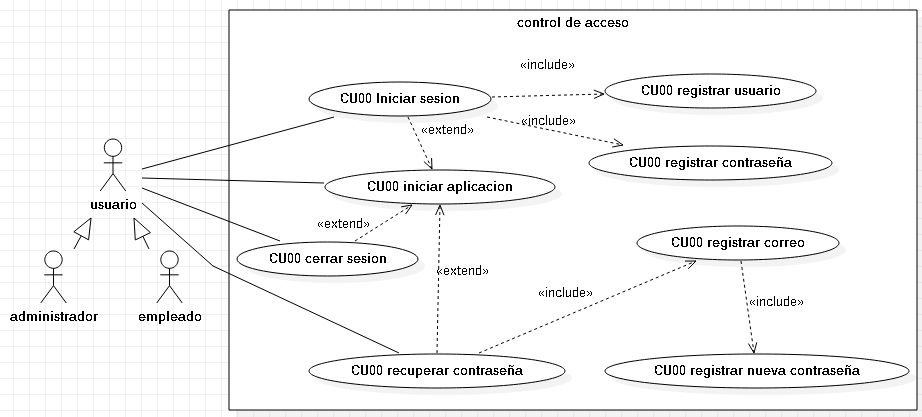 control de acceso
«include»
CU00 Iniciar sesion
CU00 registrar usuario
«extend»
«include»
CU00 registrar contraseña
CU00 iniciar aplicacion
usuario
«extend»
CU00 registrar correo
CU00 cerrar sesion
«extend»
«include»
«include»
administrador
empleado
CU00 recuperar contraseña
CU00 registrar nueva contraseña